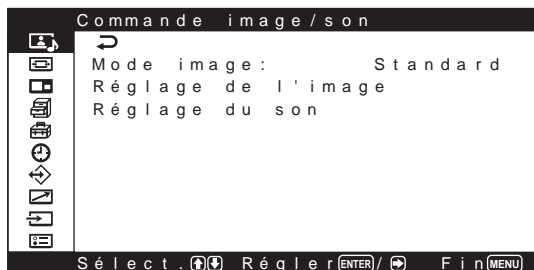 Commande image/son
Mode image: Standard
Réglage de l'image
Réglage du son
Sélect. Régler ENTER / Fin MENU